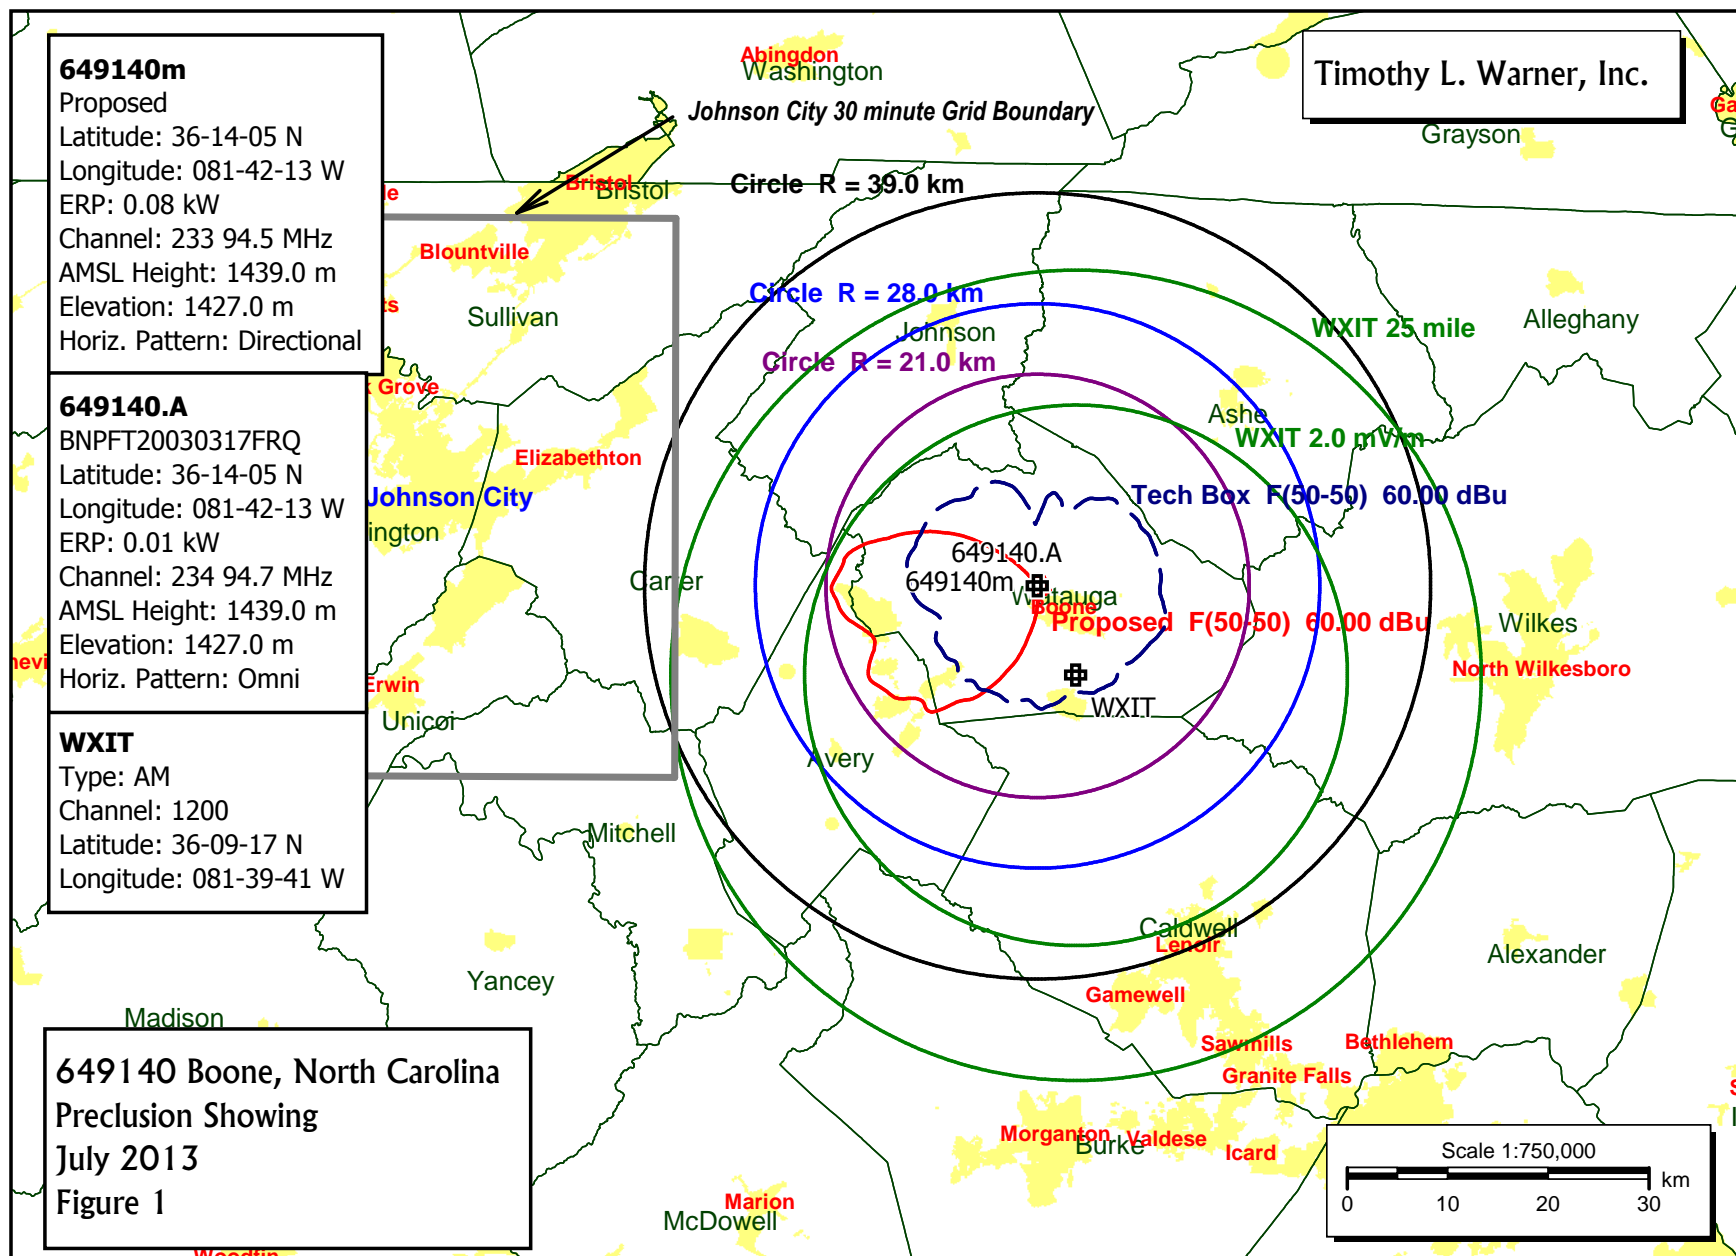 649140m
Proposed
Latitude: 36-14-05 N
Longitude: 081-42-13 W
ERP: 0.08 kW
Channel: 233 94.5 MHz
AMSL Height: 1439.0 m
Elevation: 1427.0 m
Horiz. Pattern: Directional
649140.A
BNPFT20030317FRQ
Latitude: 36-14-05 N
Longitude: 081-42-13 W
ERP: 0.01 kW
Channel: 234 94.7 MHz
AMSL Height: 1439.0 m
Elevation: 1427.0 m
Horiz. Pattern: Omni
WXIT
Type: AM
Channel: 1200
Latitude: 36-09-17 N
Longitude: 081-39-41 W
Timothy L. Warner, Inc.
Abingdon
Washington
Johnson City 30 minute Grid Boundary
Grayson
Bristol
Bristol
Circle R = 39.0 km
Blountville
Sullivan
Circle R = 28.0 km
Johnson
WXIT 25 mile
Alleghany
Circle R = 21.0 km
Grove
Ashe
WXIT 2.0 mV/m
Elizabethton
Johnson City
Tech Box F(50-50) 60.00 dBu
ington
649140.A
649140m
Carter
Watauga
Boone
Proposed F(50-50) 60.00 dBu
Wilkes
North Wilkesboro
Erwin
Unicoi
WXIT
Avery
Mitchell
Caldwell
Lenoir
Alexander
Yancey
Gamewell
Madison
Sawmills
Bethlehem
Granite Falls
Morganton
Valdese
Burke
Icard
Marion
McDowell
Woodfin
649140 Boone, North Carolina
Preclusion Showing
July 2013
Figure 1
Scale 1:750,000
km
0 10 20 30